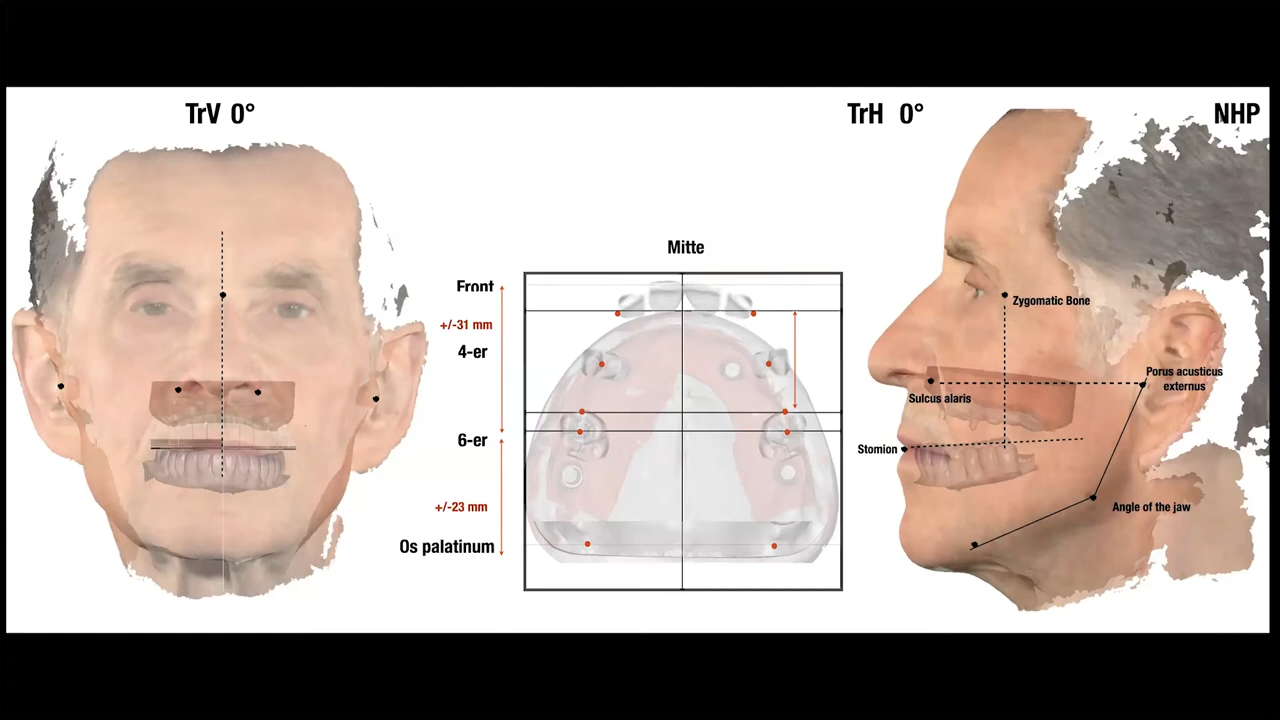 TrV 0°
TrH 0°
NHP
Mitte
Front
+/-31 mm
4-er
6-er
+/-23 mm
Os palatinum
Zygomatic Bone
Porus acusticus
externus
Sulcus alaris
Stomion
Angle of the jaw